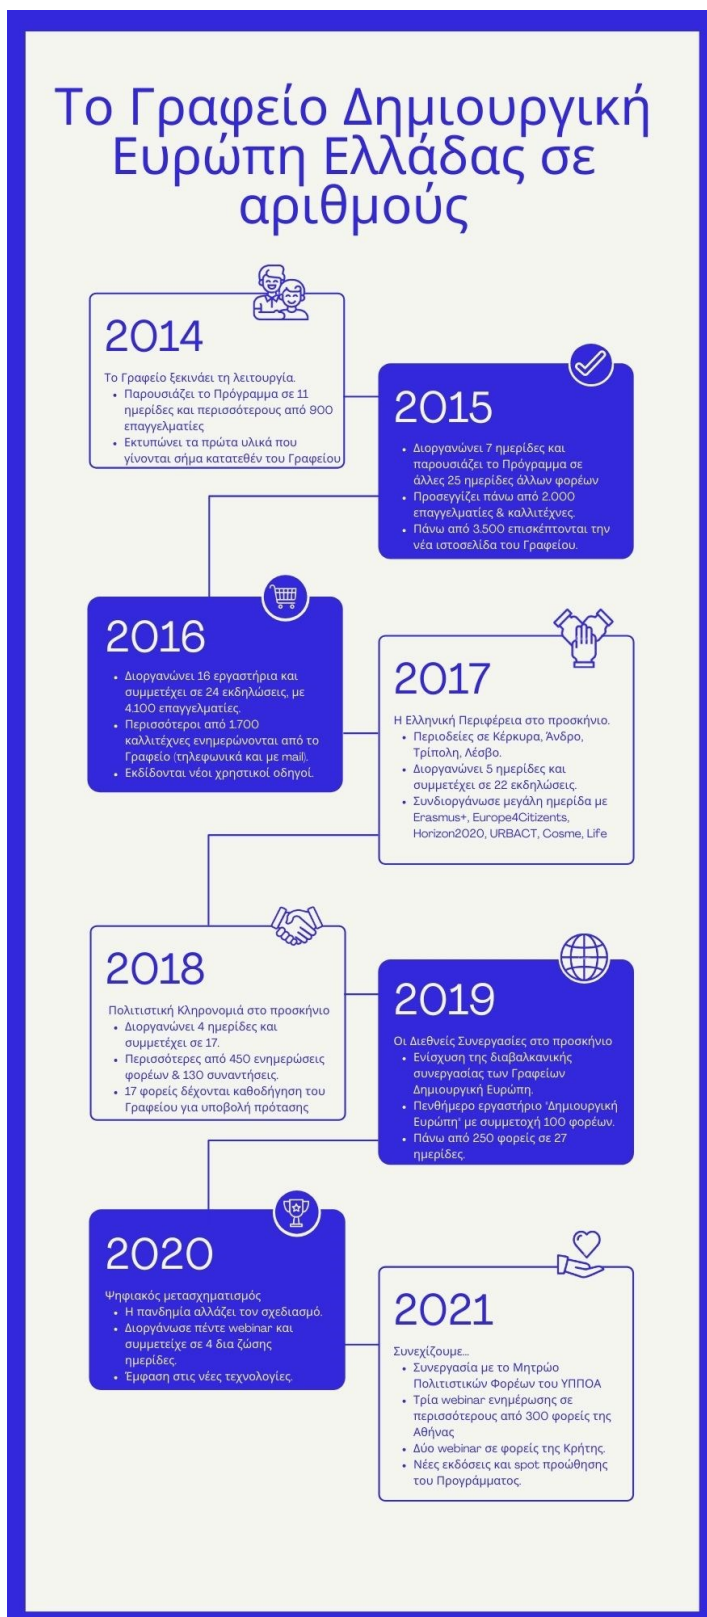 Το Γραφείο Δημιουργική
Ευρώπη Ελλάδας σε
αριθμούς
2014
Το Γραφείο ξεκινάει τη λειτουργία.
• Παρουσιάζει το Πρόγραμμα σε 11
ημερίδες και περισσότερους από 900
επαγγελματίες
• Εκτυπώνει τα πρώτα υλικά που
γίνονται σήμα κατατεθέν του Γραφείου
2015
• Διοργανώνει 7 ημερίδες και
παρουσιάζει το Πρόγραμμα σε
άλλες 25 ημερίδες άλλων φορέων
• Προσεγγίζει πάνω από 2.000
επαγγελματίες & καλλιτέχνες.
• Πάνω από 3.500 επισκέπτονται την
νέα ιστοσελίδα του Γραφείου.
2016
• Διοργανώνει 16 εργαστήρια και
συμμετέχει σε 24 εκδηλώσεις, με
4.100 επαγγελματίες.
• Περισσότεροι από 1.700
καλλιτέχνες ενημερώνονται από το
Γραφείο (τηλεφωνικά και με mail).
• Εκδίδονται νέοι χρηστικοί οδηγοί.
2017
Η Ελληνική Περιφέρεια στο προσκήνιο.
• Περιοδείες σε Κέρκυρα, Άνδρο,
Τρίπολη, Λέσβο.
• Διοργανώνει 5 ημερίδες και
συμμετέχει σε 22 εκδηλώσεις.
• Συνδιοργάνωσε μεγάλη ημερίδα με
Erasmus+, Europe4Citizents,
Horizon2020, URBACT, Cosme, Life
2018
Πολιτιστική Κληρονομιά στο προσκήνιο
• Διοργανώνει 4 ημερίδες και
συμμετέχει σε 17.
• Περισσότερες από 450 ενημερώσεις
φορέων & 130 συναντήσεις.
• 17 φορείς δέχονται καθοδήγηση του
Γραφείου για υποβολή πρότασης
2019
Οι Διεθνείς Συνεργασίες στο προσκήνιο
• Ενίσχυση της διαβαλκανικής
συνεργασίας των Γραφείων
Δημιουργική Ευρώπη.
• Πενθήμερο εργαστήριο "Δημιουργική
Ευρώπη" με συμμετοχή 100 φορέων.
• Πάνω από 250 φορείς σε 27
ημερίδες.
2020
Ψηφιακός μετασχηματισμός
• Η πανδημία αλλάζει τον σχεδιασμό.
• Διοργάνωσε πέντε webinar και
συμμετείχε σε 4 δια ζώσης
ημερίδες.
• Έμφαση στις νέες τεχνολογίες.
2021
Συνεχίζουμε...
• Συνεργασία με το Μητρώο
Πολιτιστικών Φορέων του ΥΠΠΟΑ
• Τρία webinar ενημέρωσης σε
περισσότερους από 300 φορείς της
Αθήνας
• Δύο webinar σε φορείς της Κρήτης.
• Νέες εκδόσεις και spot προώθησης
του Προγράμματος.